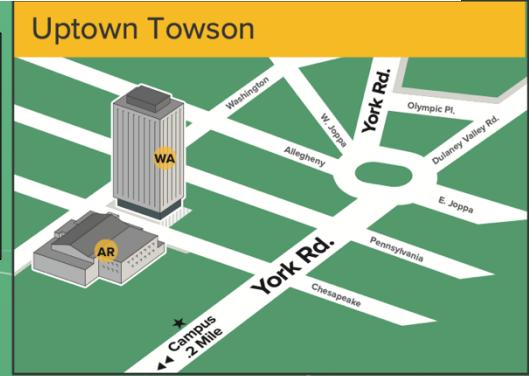 Uptown Towson
Washington
W. Joppa
York Rd.
Olympic Pl.
Dulaney Valley Rd.
Allegheny
WA
E. Joppa
Pennsylvania
AR
York Rd.
Chesapeake
Campus
.2 Mile